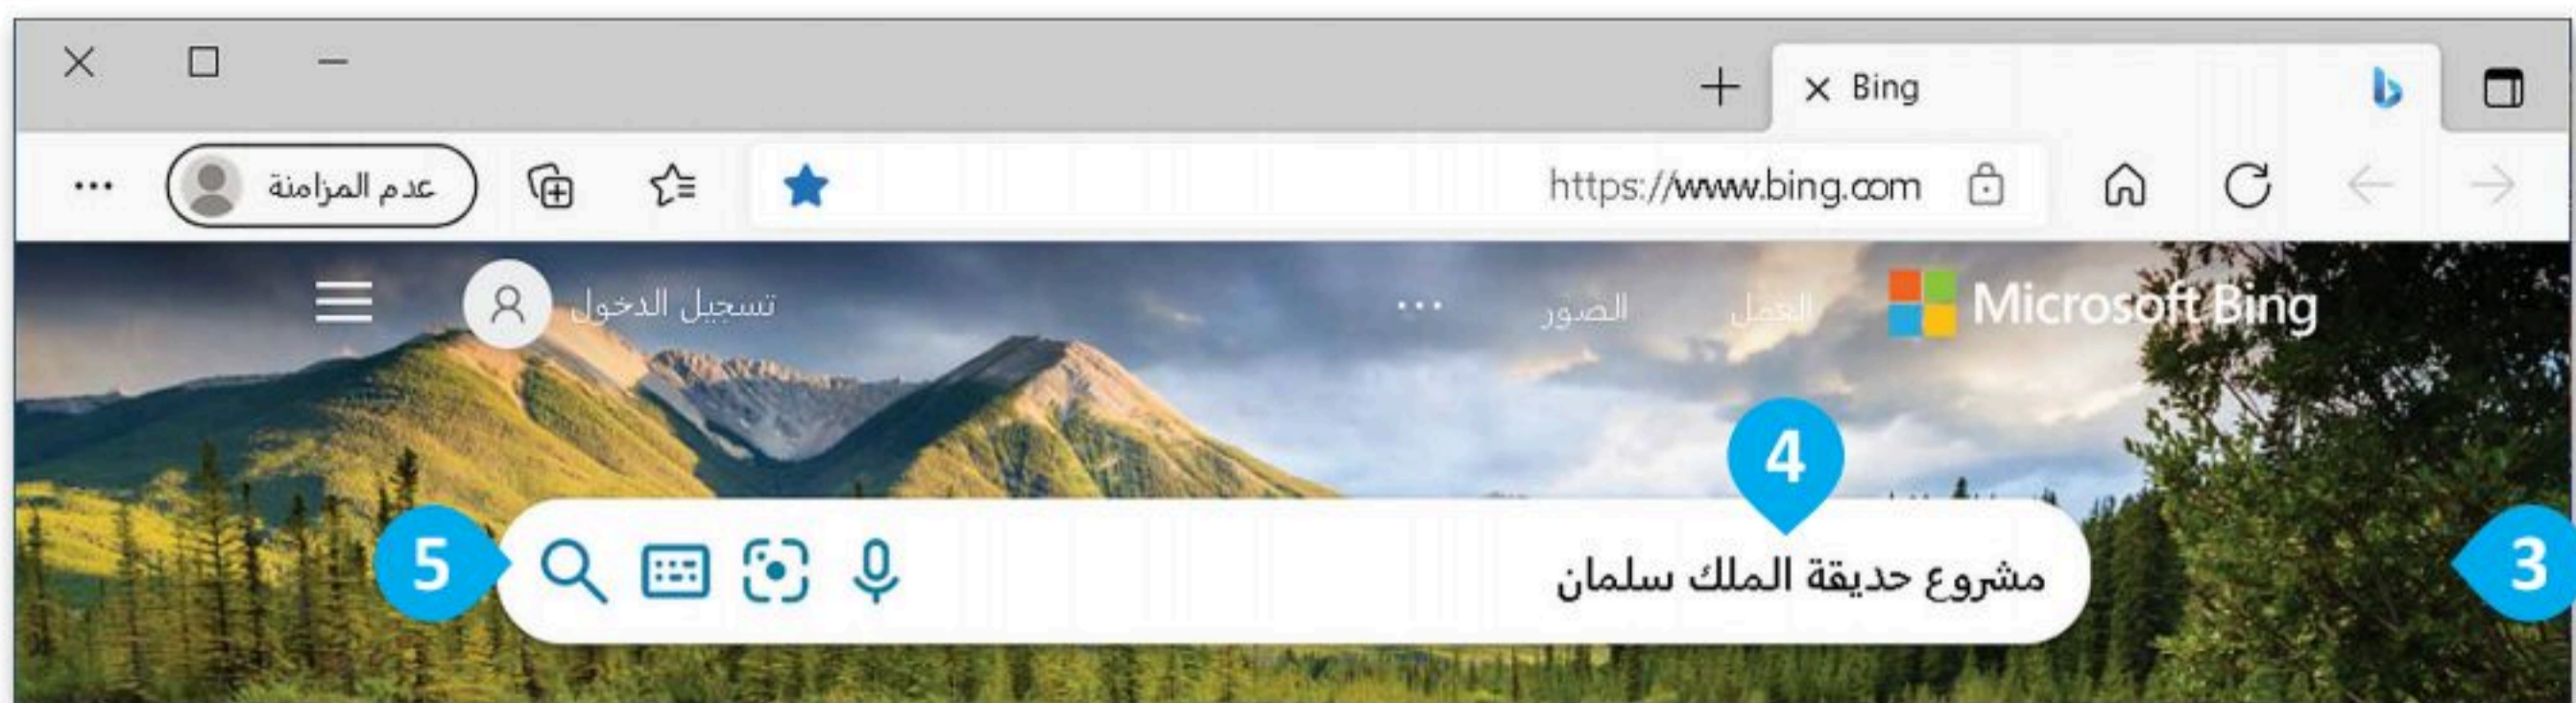 Bing
https://www.bing.com
عدم المزامنة
Microsoft Bing
العمل
الصور
تسجيل الدخول
4
3
مشروع حديقة الملك سلمان
5